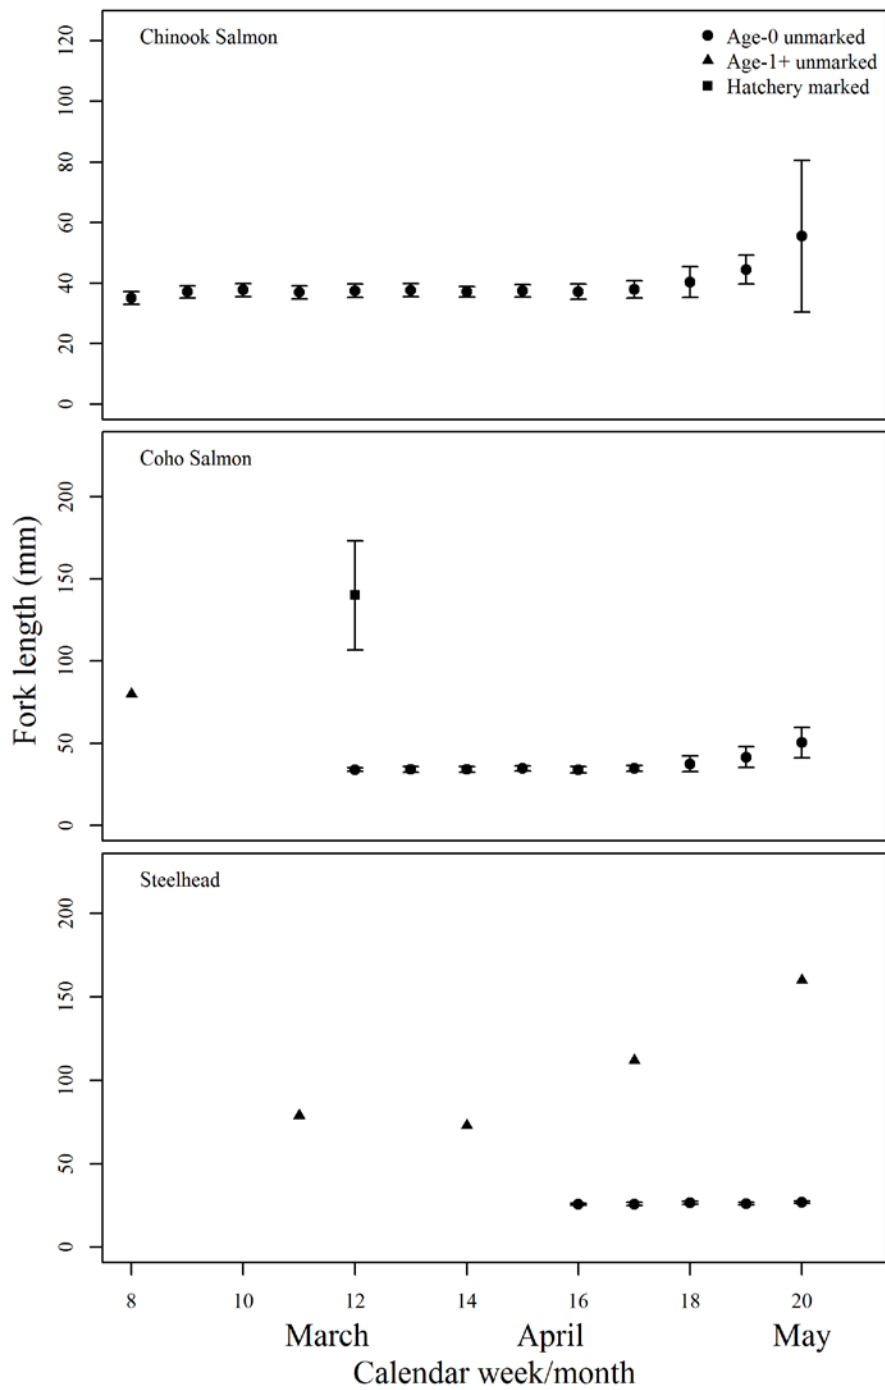 Chinook Salmon
Age-0 unmarked
Age-1+ unmarked
Hatchery marked
120
100
80
60
40
20
0
Coho Salmon
200
150
100
50
0
Fork length (mm)
Steelhead
200
150
100
50
0
8 10 12 14 16 18 20
March April May
Calendar week/month